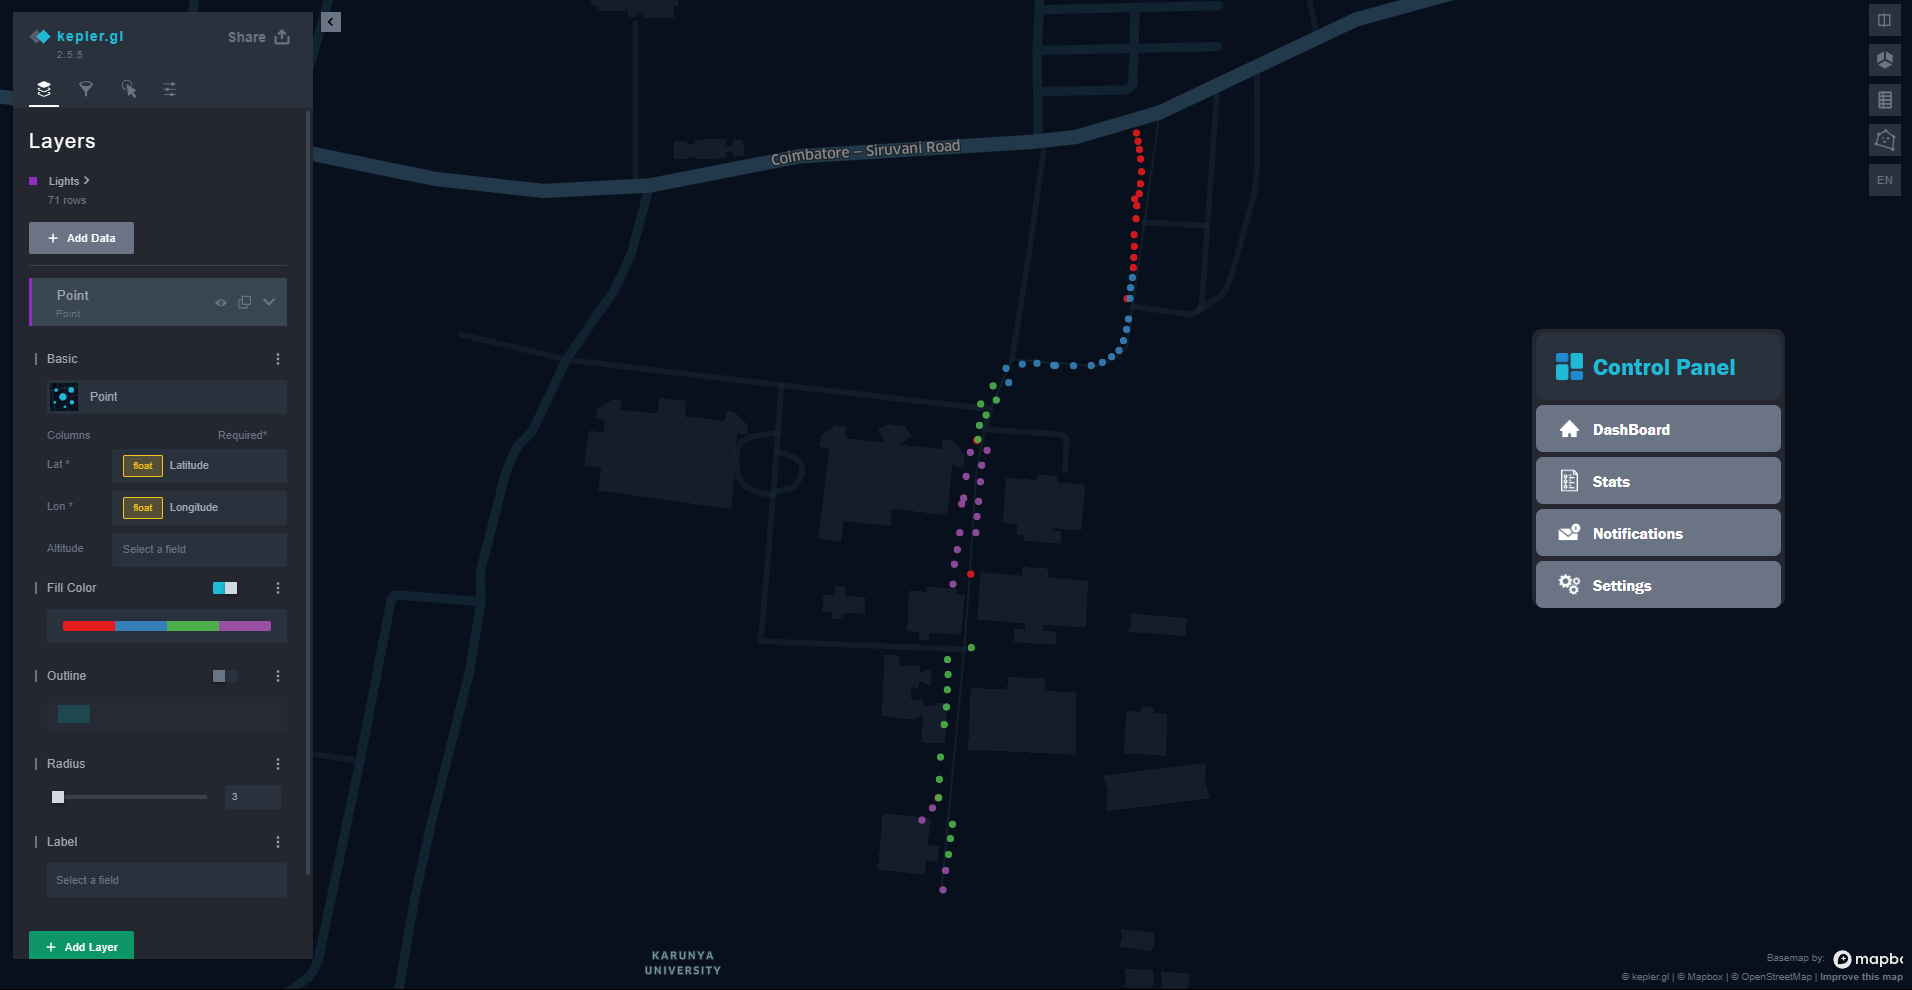 kepler.gl
2.5.5
Share
Layers
Lights
71 rows
+ Add Data
Point
Point
Basic
Point
Columns Required*
Lat * float Latitude
Lon * float Longitude
Altitude Select a field
Fill Color
Outline
Radius
3
Label
Select a field
+ Add Layer
Coimbatore – Siruvani Road
KARUNYA
UNIVERSITY
EN
Control Panel
DashBoard
Stats
Notifications
Settings
Basemap by: mapbo
© kepler.gl | © Mapbox | © OpenStreetMap | Improve this map